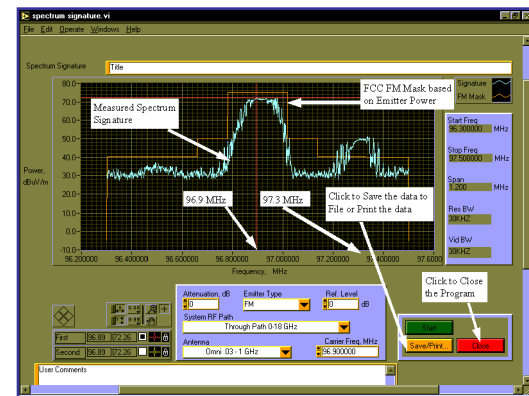 spectrum signature.vi
File Edit Operate Windows Help
Spectrum Signature
Title
Signature
FM Mask
FCC FM Mask based
on Emitter Power
Measured Spectrum
Signature
96.9 MHz
97.3 MHz
Click to Save the data to
File or Print the data
Power,
dBuV/m
80.0
70.0
60.0
50.0
40.0
30.0
20.0
10.0
0.0
-10.0
96.200000
96.400000
96.600000
96.800000
97.000000
97.200000
97.400000
97.6000
Frequency, MHz
Start Freq
96.300000 MHz
Stop Freq
97.500000 MHz
Span
1.200 MHz
Res BW
30KHZ
Vid BW
30KHZ
Click to Close
the Program
Attenuation, dB
0
Emitter Type
FM
Ref. Level
0 dB
System RF Path
Through Path 0-18 GHz
Antenna
Omni .03 - 1 GHz
Carrier Freq, MHz
96.900000
First 96.89 72.26
Second 96.89 72.26
Start
Save/Print...
Close
User Comments